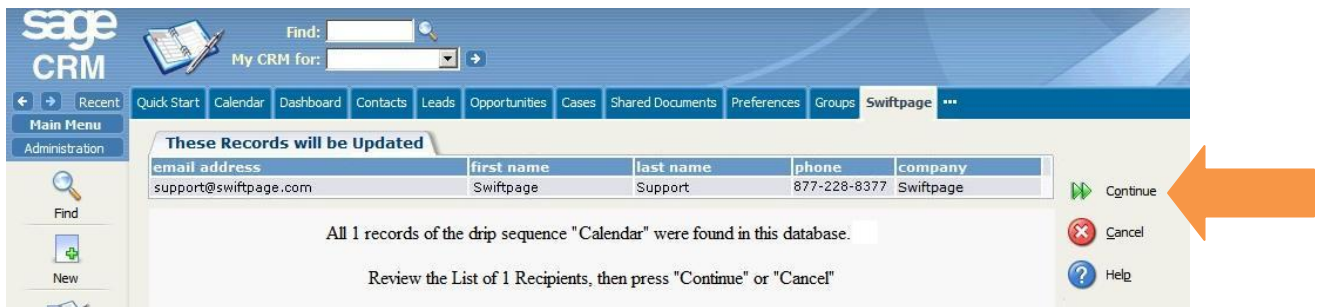 sage
CRM
Find:
My CRM for:
Recent
Main Menu
Administration
Find
New
Quick Start Calendar Dashboard Contacts Leads Opportunities Cases Shared Documents Preferences Groups Swiftpage ...
These Records will be Updated
email address first name last name phone company
support@swiftpage.com Swiftpage Support 877-228-8377 Swiftpage
All 1 records of the drip sequence "Calendar" were found in this database.
Review the List of 1 Recipients, then press "Continue" or "Cancel"
Continue
Cancel
Help